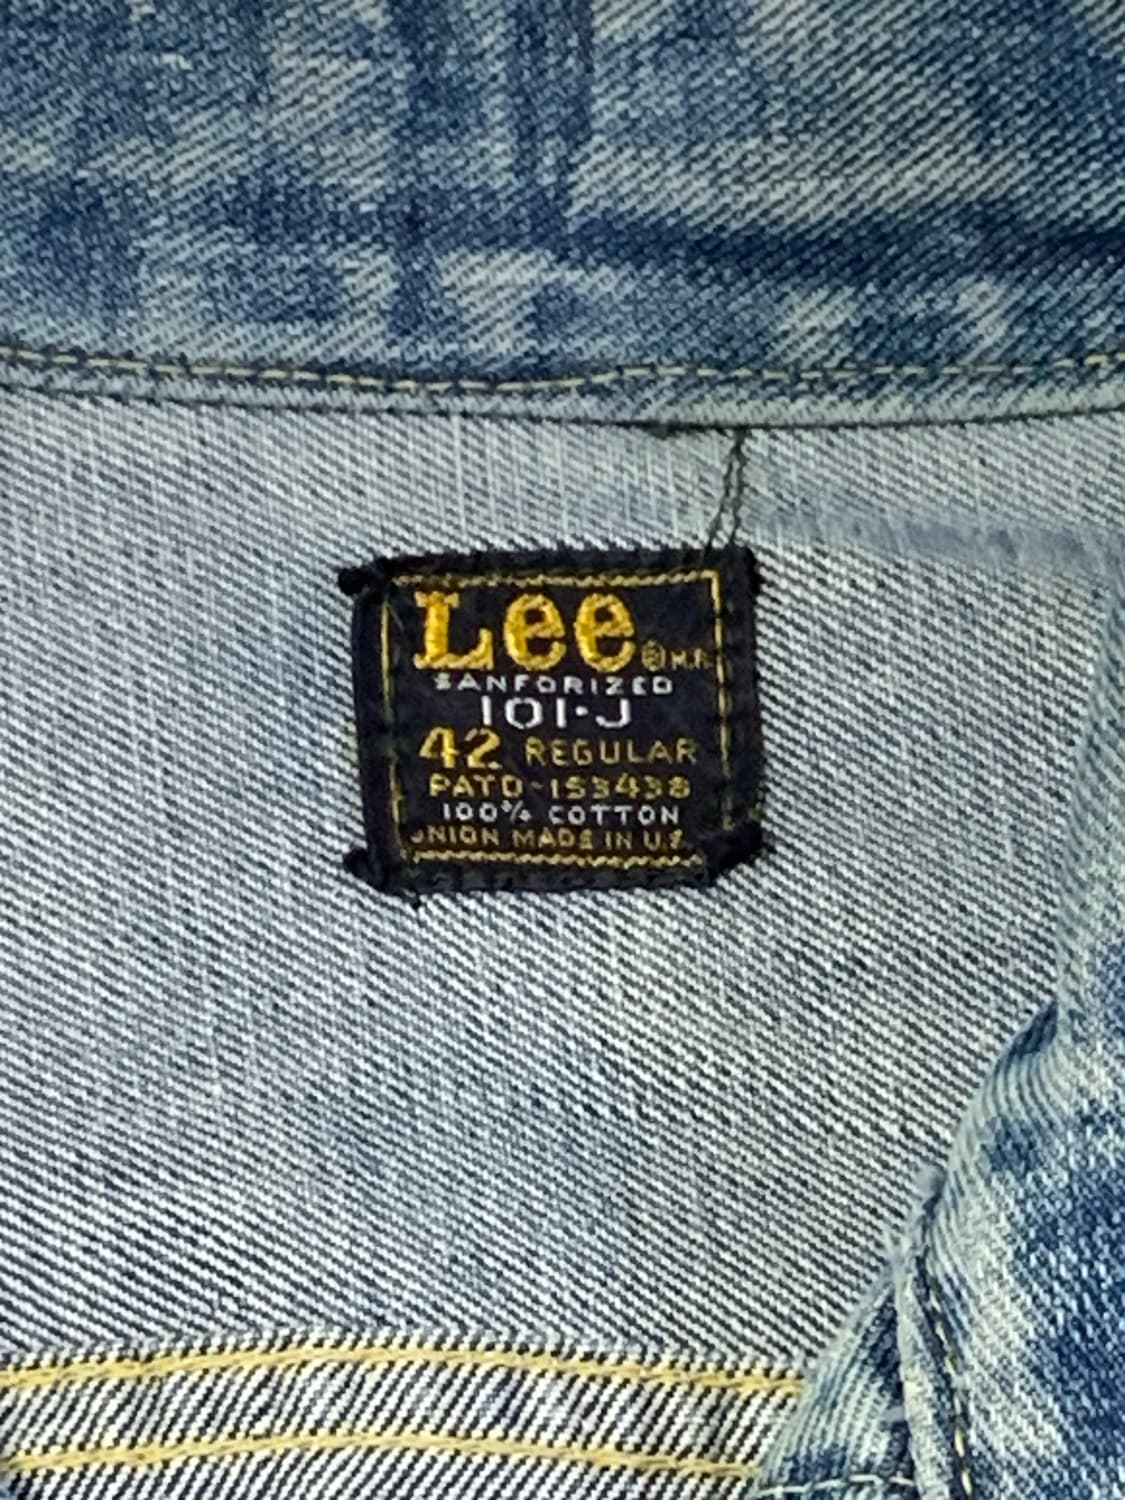 Lee ® M.R.
SANFORIZED
101-J
42 REGULAR
PATD-153438
100% COTTON
UNION MADE IN U.S.